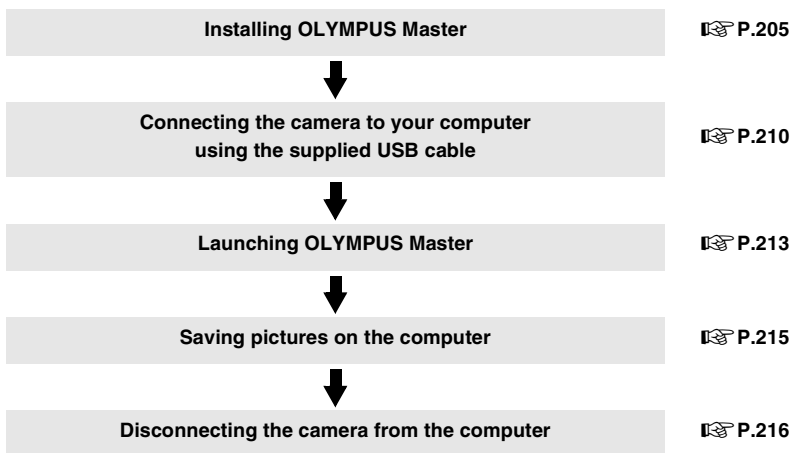 Installing OLYMPUS Master P.205
Connecting the camera to your computer
using the supplied USB cable P.210
Launching OLYMPUS Master P.213
Saving pictures on the computer P.215
Disconnecting the camera from the computer P.216